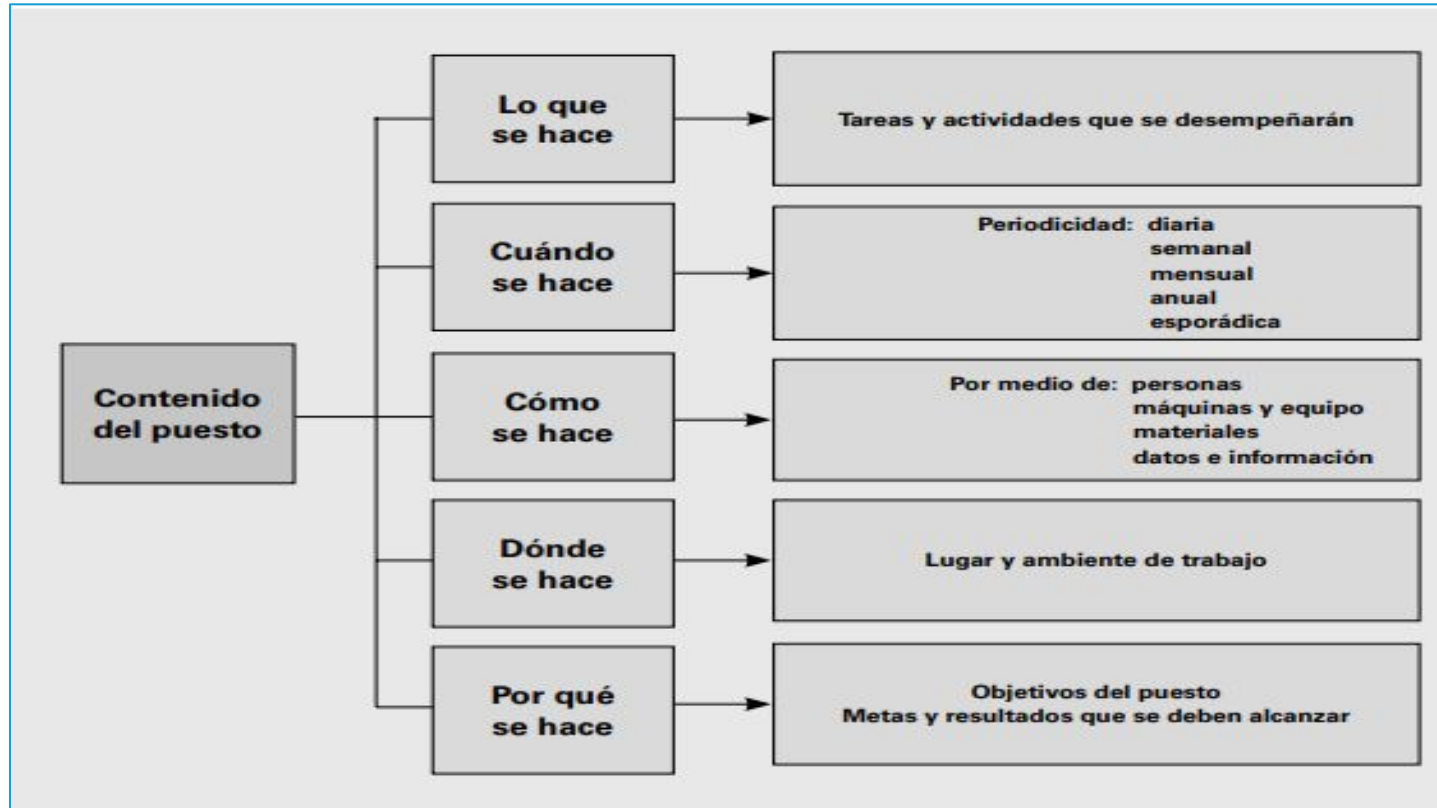 Contenido
del puesto
Lo que
se hace
Tareas y actividades que se desempeñarán
Cuándo
se hace
Periodicidad: diaria
semanal
mensual
anual
esporádica
Cómo
se hace
Por medio de: personas
máquinas y equipo
materiales
datos e información
Dónde
se hace
Lugar y ambiente de trabajo
Por qué
se hace
Objetivos del puesto
Metas y resultados que se deben alcanzar